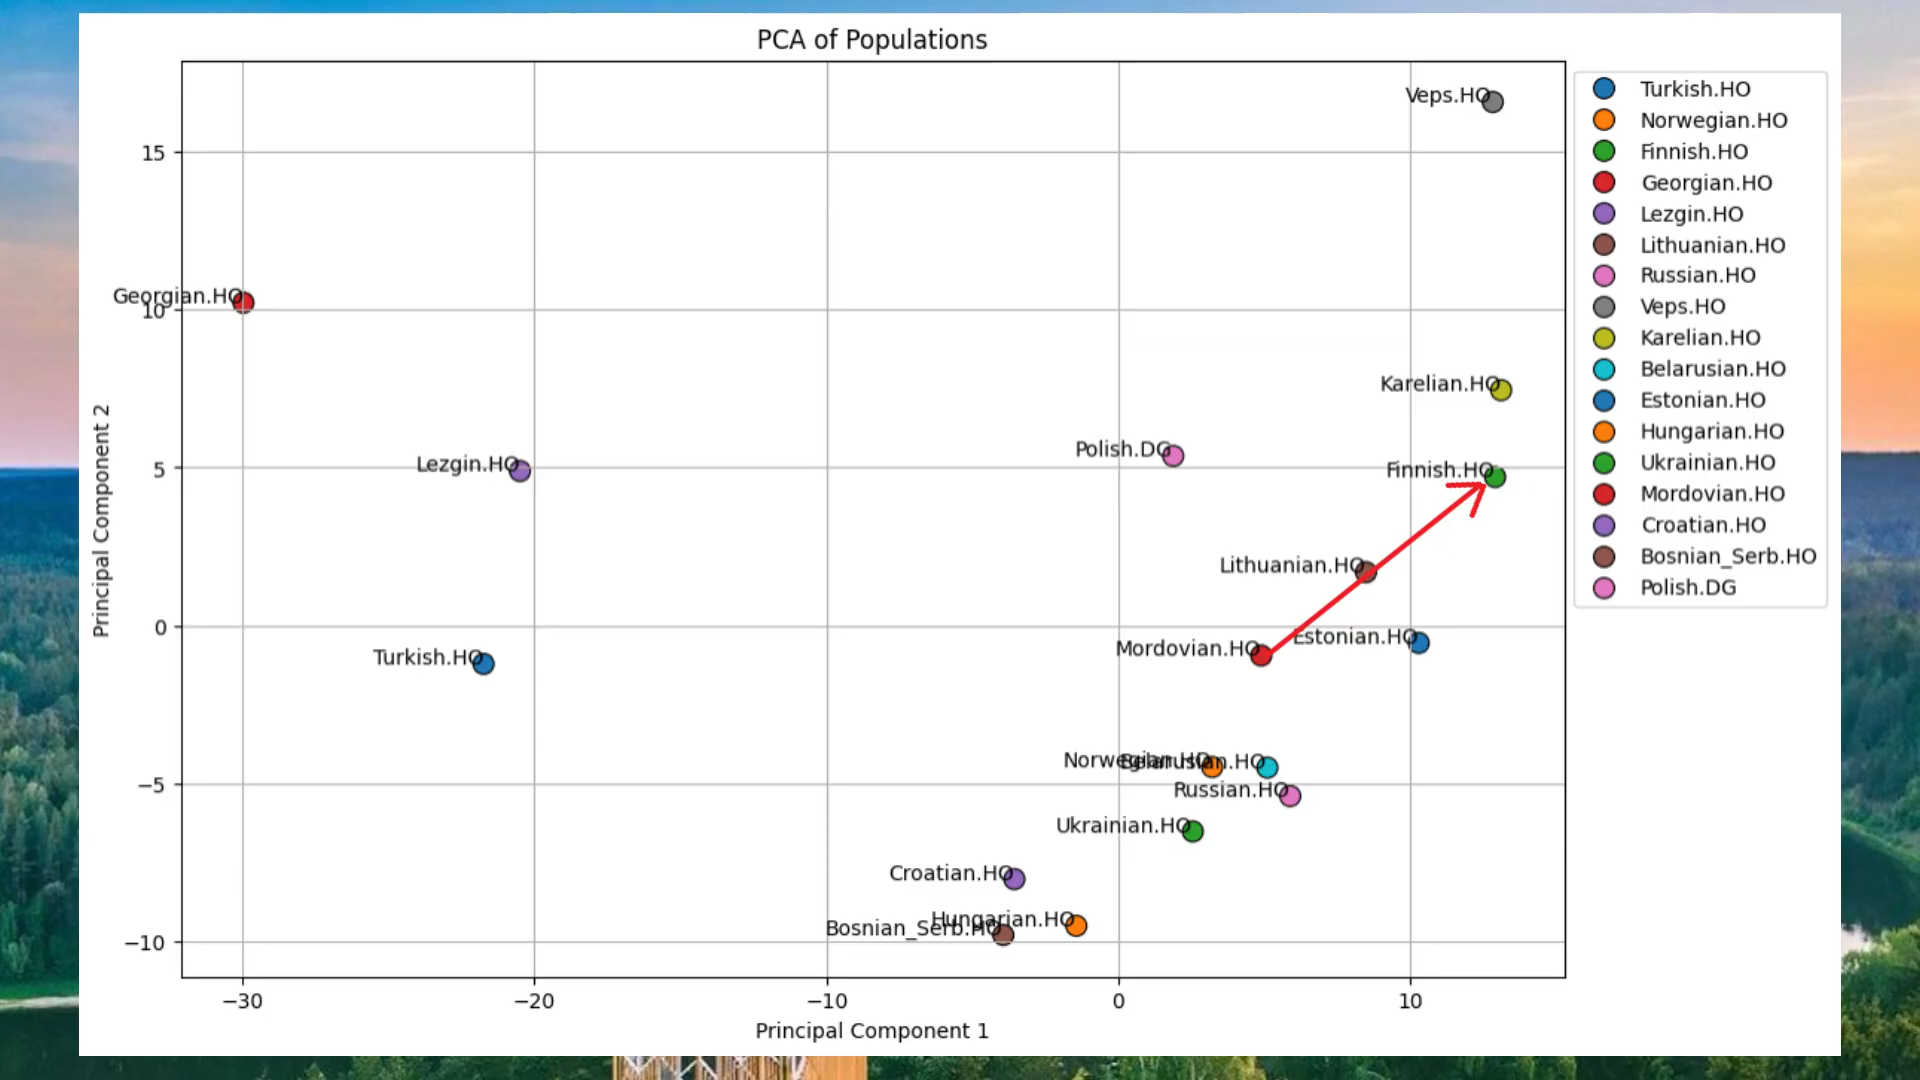 PCA of Populations
Principal Component 2
15
10
5
0
−5
−10
Veps.HO
Georgian.HO
Karelian.HO
Polish.DG
Lezgin.HO
Finnish.HO
Lithuanian.HO
Estonian.HO
Mordovian.HO
Turkish.HO
Norwegian.HO
Belarusian.HO
Russian.HO
Ukrainian.HO
Croatian.HO
Hungarian.HO
Bosnian_Serb.HO
−30
−20
−10
0
10
Principal Component 1
Turkish.HO
Norwegian.HO
Finnish.HO
Georgian.HO
Lezgin.HO
Lithuanian.HO
Russian.HO
Veps.HO
Karelian.HO
Belarusian.HO
Estonian.HO
Hungarian.HO
Ukrainian.HO
Mordovian.HO
Croatian.HO
Bosnian_Serb.HO
Polish.DG